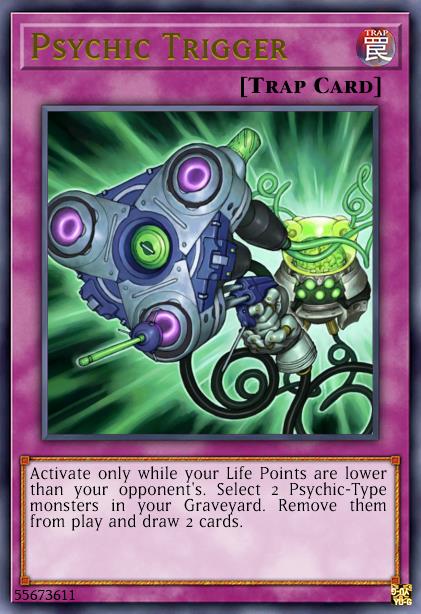 Psychic Trigger
TRAP
罠
[Trap Card]
Activate only while your Life Points are lower
than your opponent's. Select 2 Psychic-Type
monsters in your Graveyard. Remove them
from play and draw 2 cards.
55673611